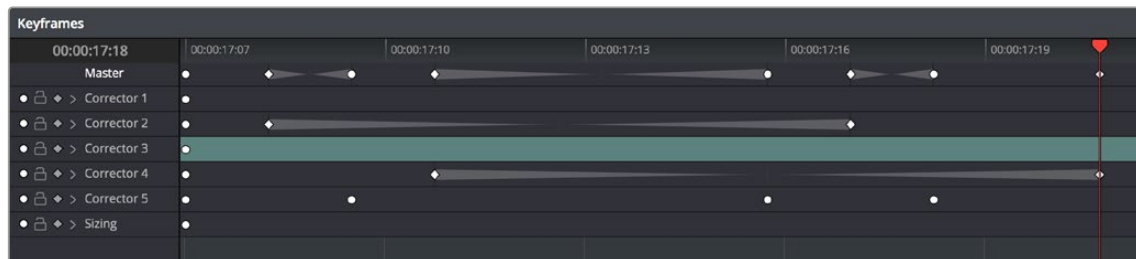 Keyframes
00:00:17:18 00:00:17:07 00:00:17:10 00:00:17:13 00:00:17:16 00:00:17:19
Master
> Corrector 1
> Corrector 2
> Corrector 3
> Corrector 4
> Corrector 5
> Sizing